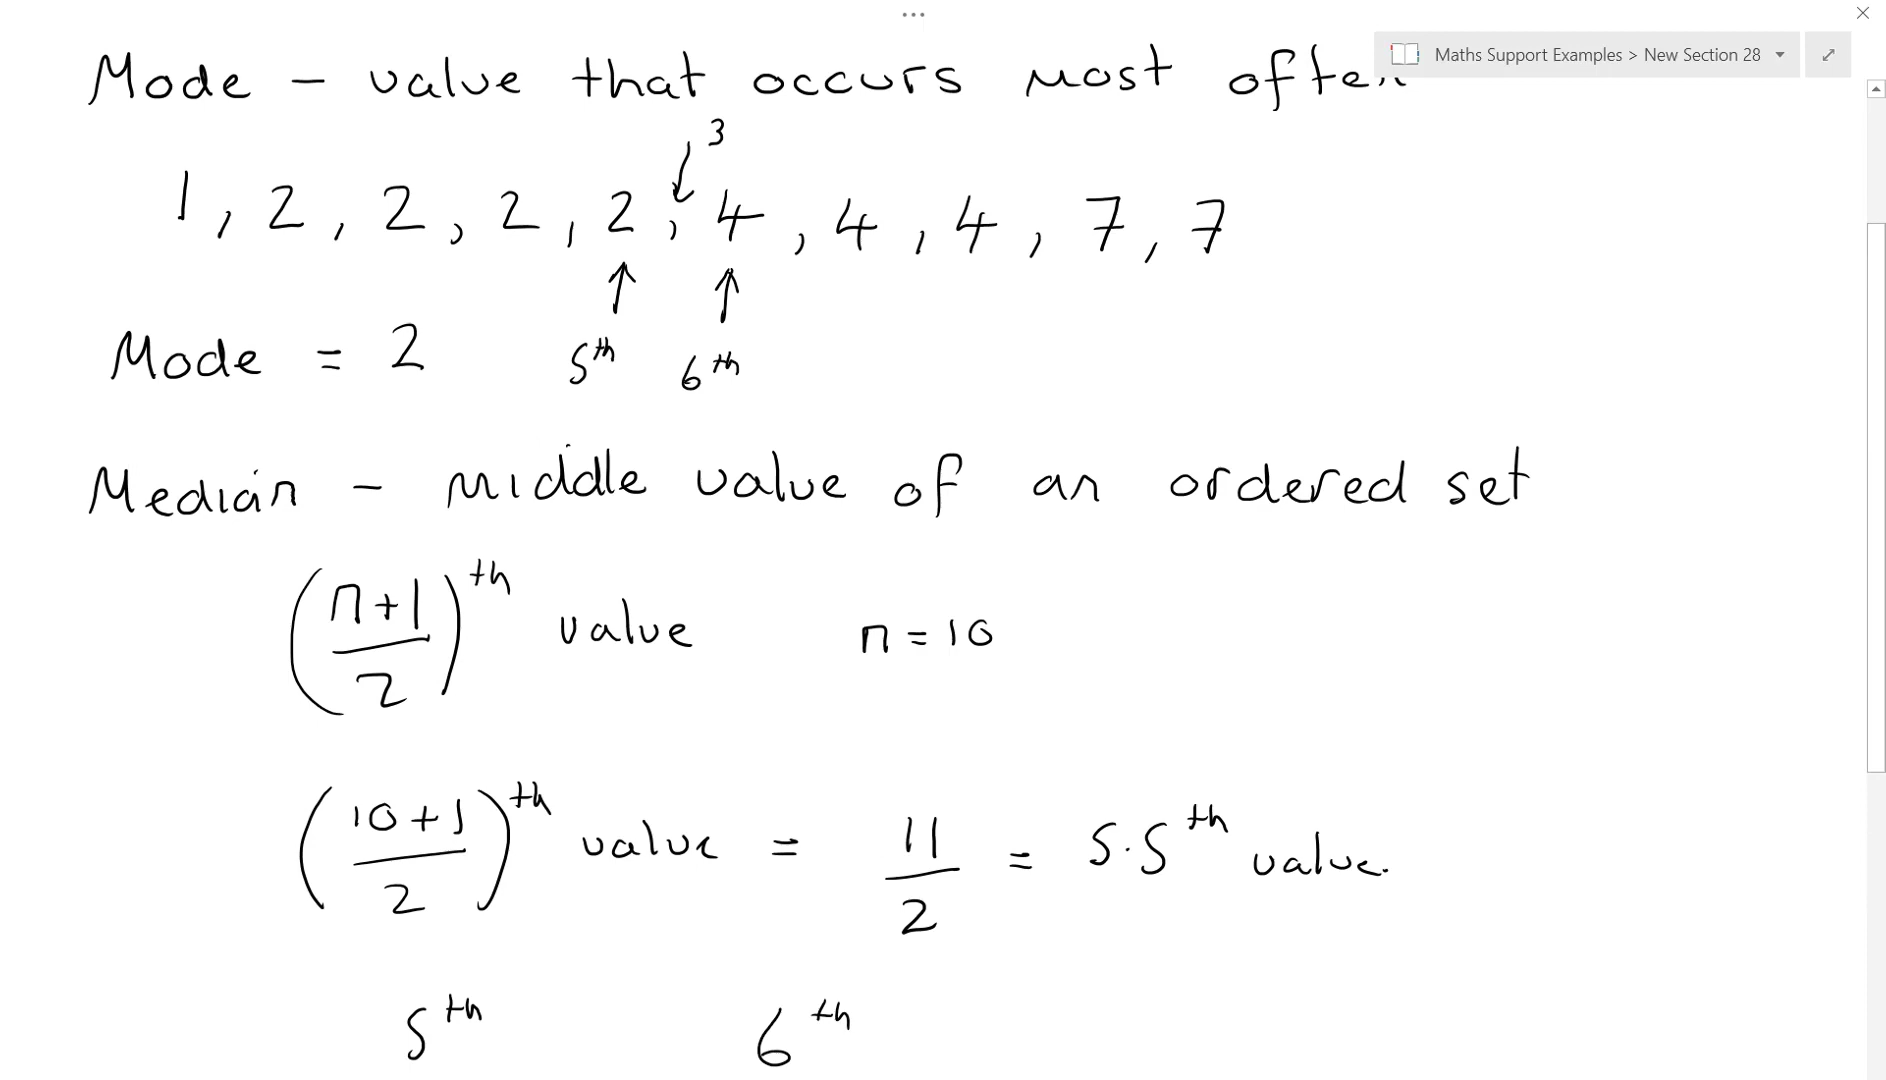 Maths Support Examples > New Section 28
Mode - value that occurs most often
3
1, 2, 2, 2, 2, 4, 4, 4, 7, 7
5th 6th
Mode = 2
Median - middle value of an ordered set
((n+1)/2)th value n = 10
((10+1)/2)th value = 11/2 = 5.5th value.
5th 6th